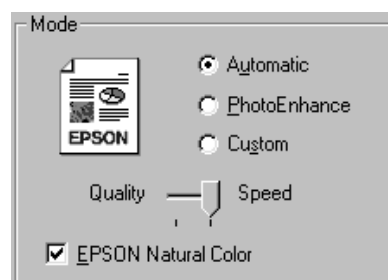 Mode
Automatic
PhotoEnhance
EPSON
Custom
Quality Speed
EPSON Natural Color